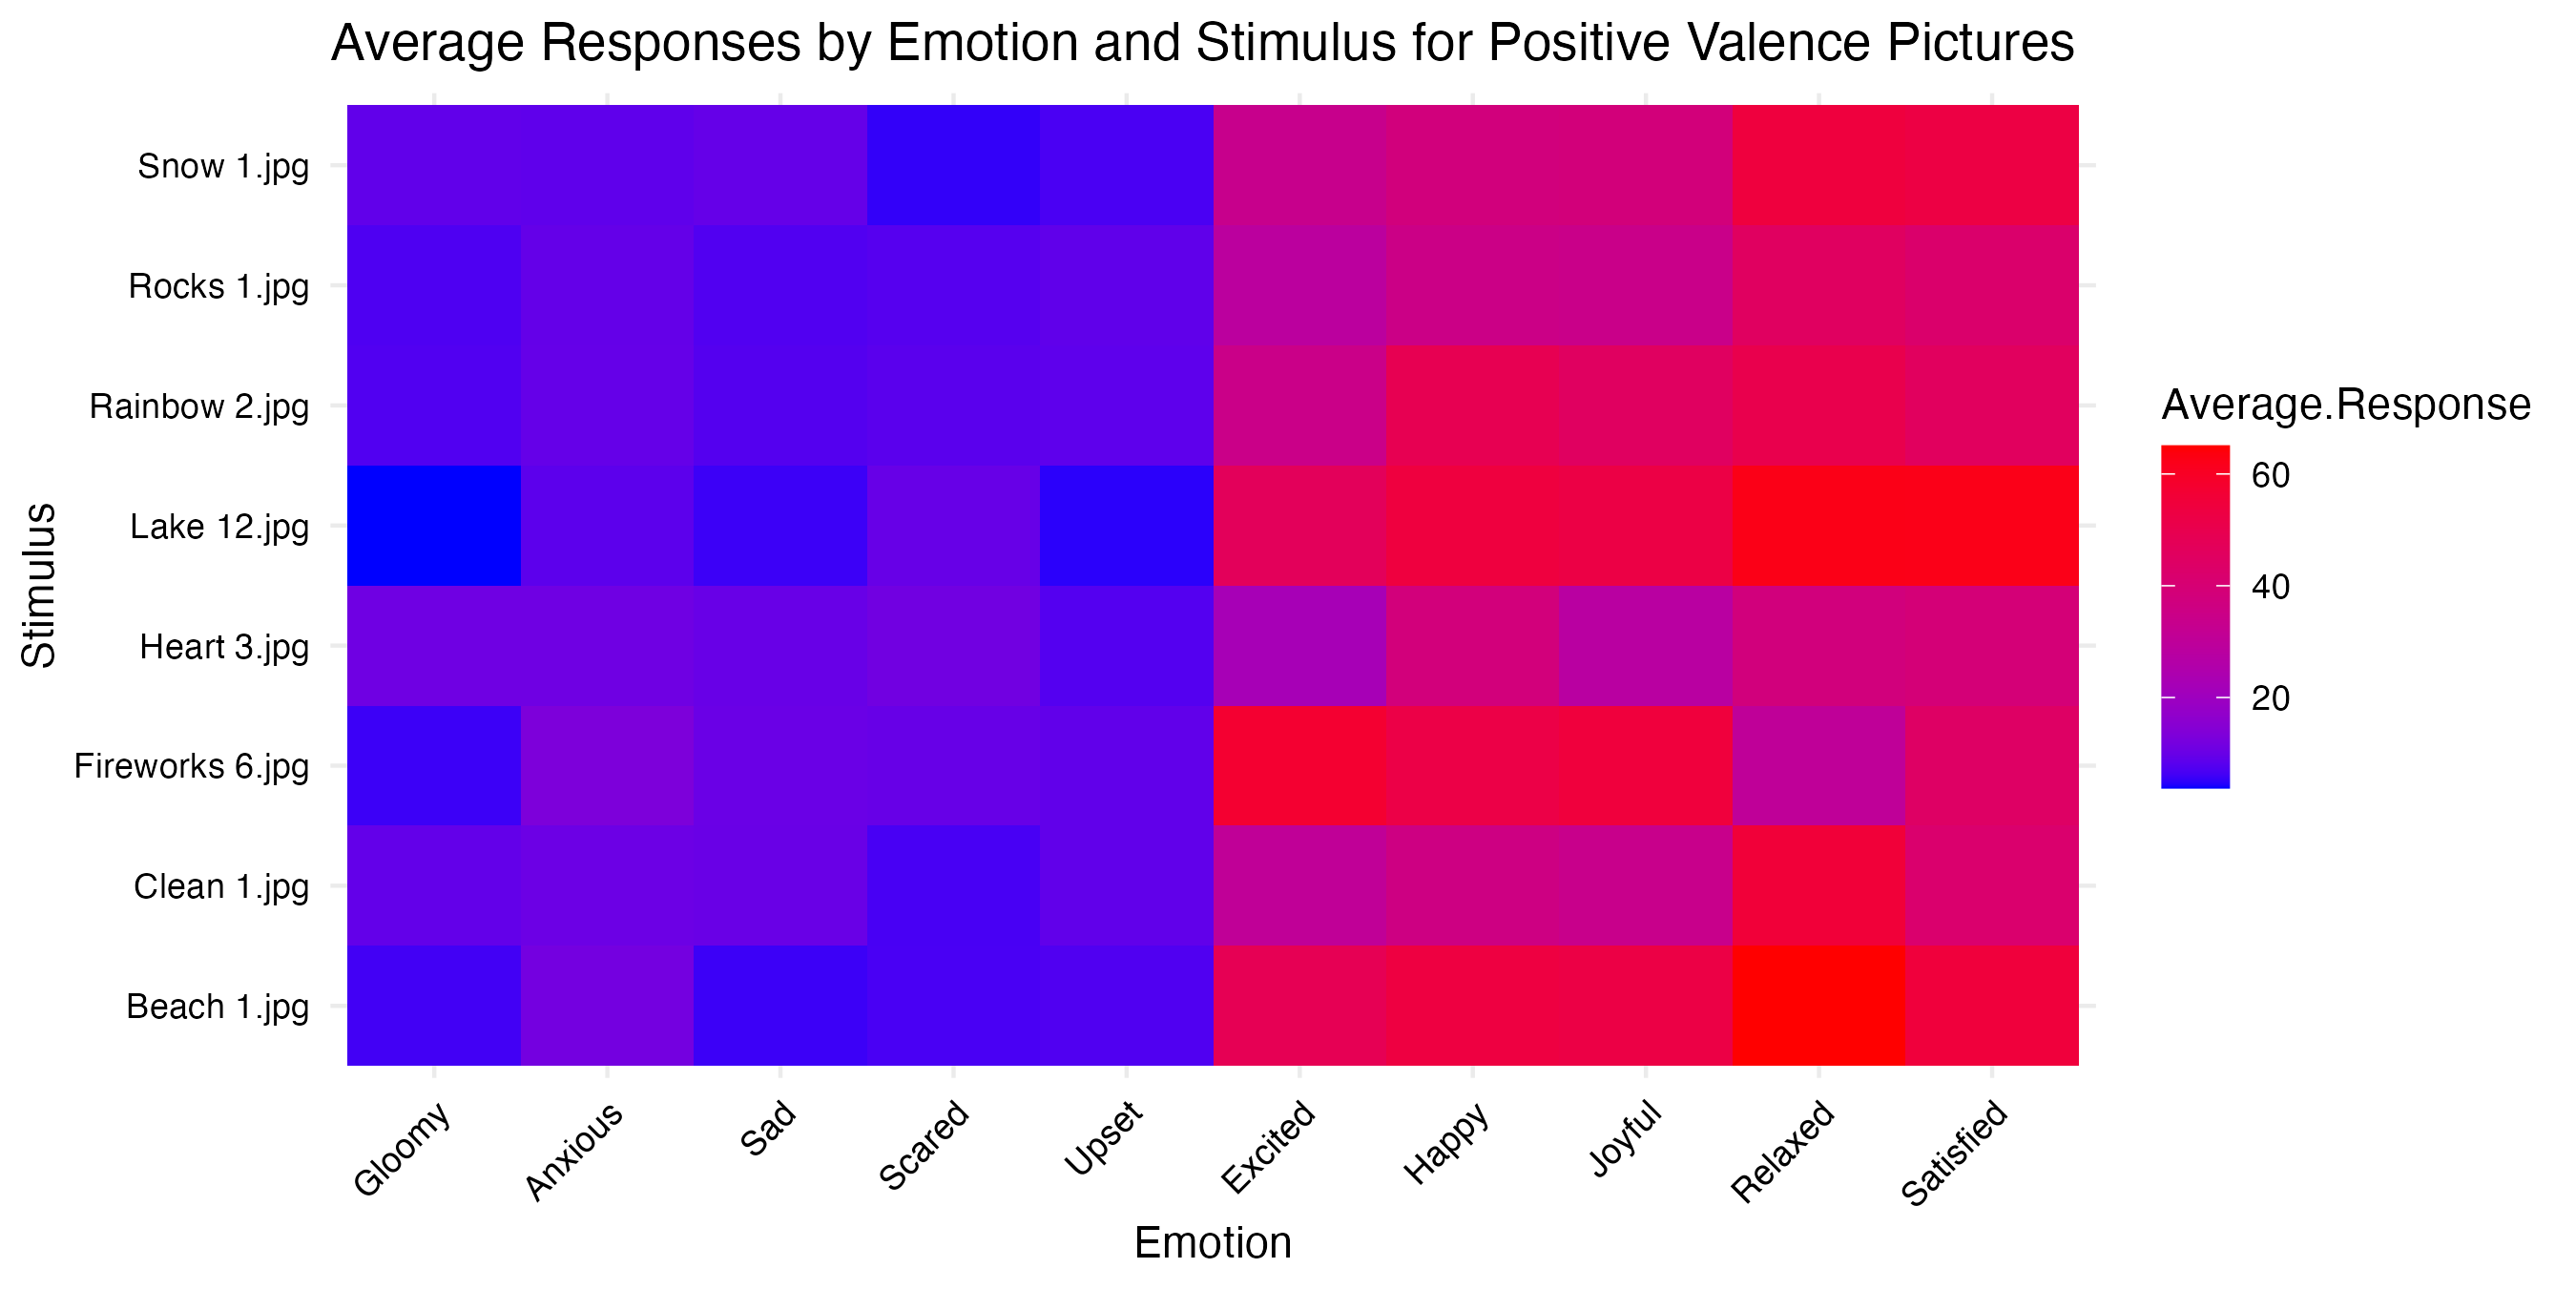 Average Responses by Emotion and Stimulus for Positive Valence Pictures
Stimulus
Snow 1.jpg
Rocks 1.jpg
Rainbow 2.jpg
Lake 12.jpg
Heart 3.jpg
Fireworks 6.jpg
Clean 1.jpg
Beach 1.jpg
Gloomy
Anxious
Sad
Scared
Upset
Excited
Happy
Joyful
Relaxed
Satisfied
Emotion
Average.Response
60
40
20